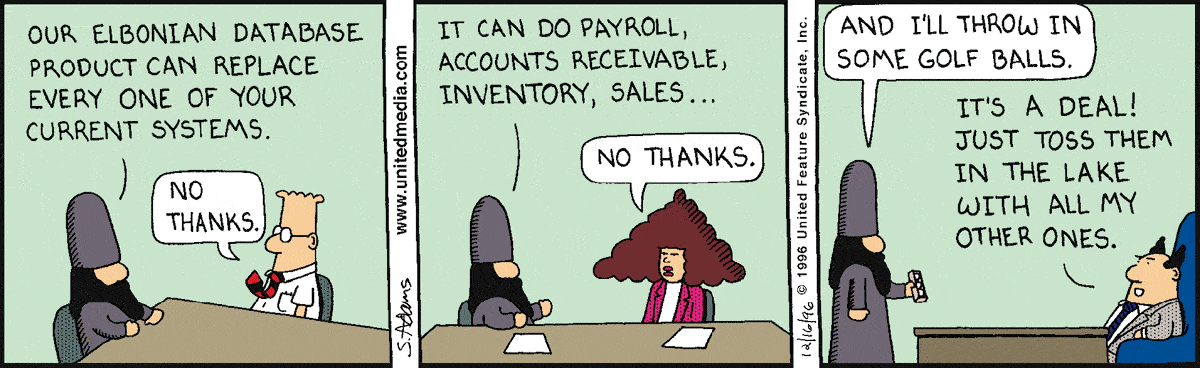 OUR ELBONIAN DATABASE
PRODUCT CAN REPLACE
EVERY ONE OF YOUR
CURRENT SYSTEMS.
NO
THANKS.
www.unitedmedia.com
S.Adams
IT CAN DO PAYROLL,
ACCOUNTS RECEIVABLE,
INVENTORY, SALES...
NO THANKS.
12/16/96 © 1996 United Feature Syndicate, Inc.
AND I'LL THROW IN
SOME GOLF BALLS.
IT'S A DEAL!
JUST TOSS THEM
IN THE LAKE
WITH ALL MY
OTHER ONES.